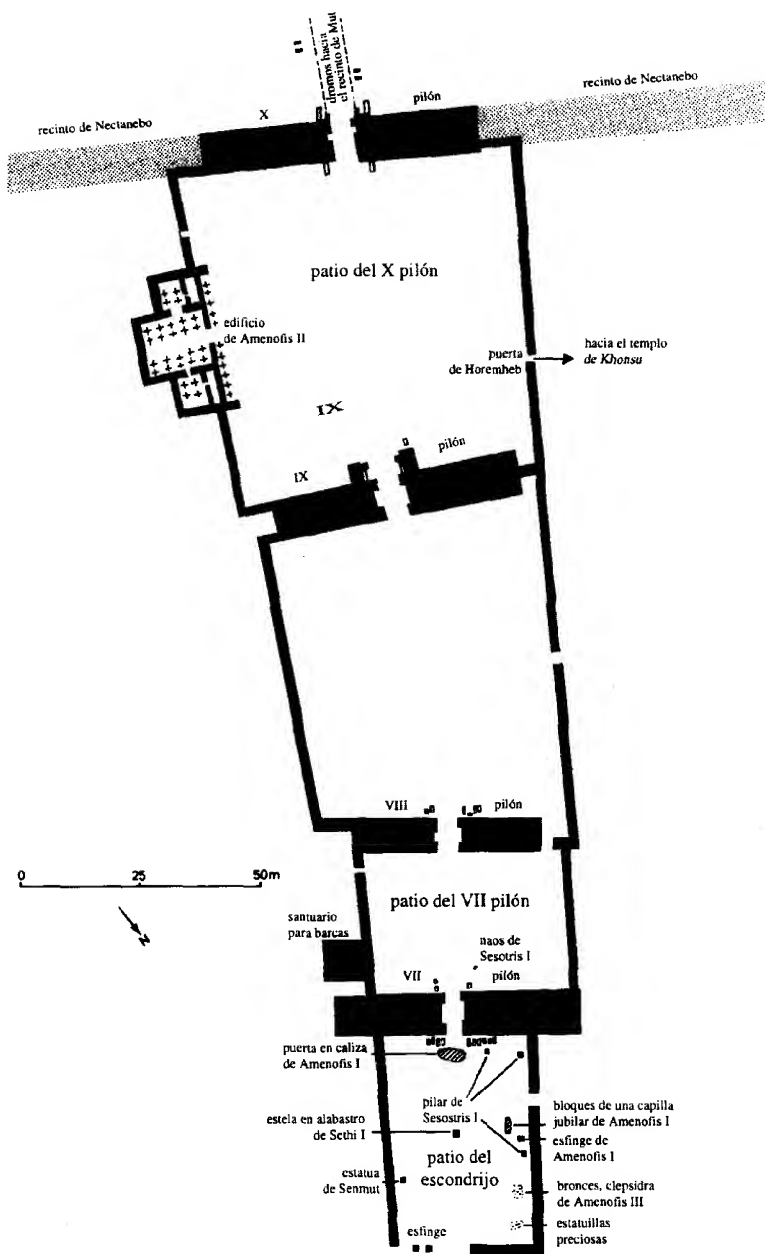 dromos hacia
el recinto de Mut
recinto de Nectanebo
X
pilón
recinto de Nectanebo
patio del X pilón
edificio
de Amenofis II
puerta
de Horemheb
hacia el templo
de Khonsu
IX
IX
pilón
VIII
pilón
0 25 50m
N
patio del VII pilón
santuario
para barcas
naos de
Sesotris I
VII
pilón
puerta en caliza
de Amenofis I
pilar de
Sesostris I
bloques de una capilla
jubilar de Amenofis I
estela en alabastro
de Sethi I
esfinge de
Amenofis I
patio del
escondrijo
estatua
de Senmut
bronces, clepsidra
de Amenofis III
esfinge
estatuillas
preciosas